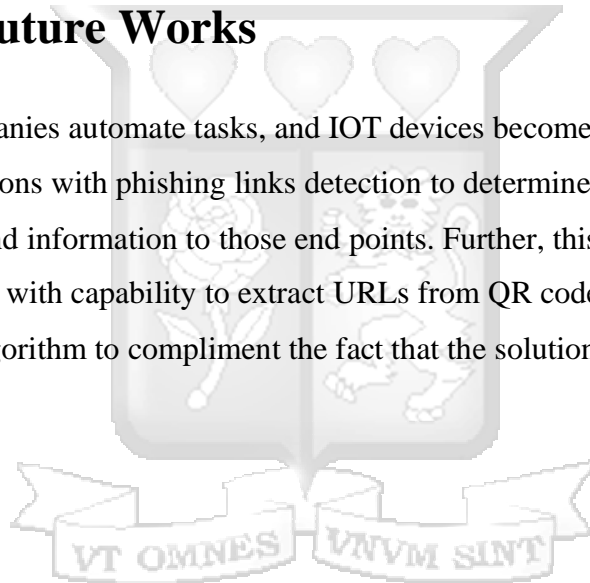 uture Works
anies automate tasks, and IOT devices become
ons with phishing links detection to determine
nd information to those end points. Further, this
with capability to extract URLs from QR code
gorithm to compliment the fact that the solution
VT OMNES VNVM SINT